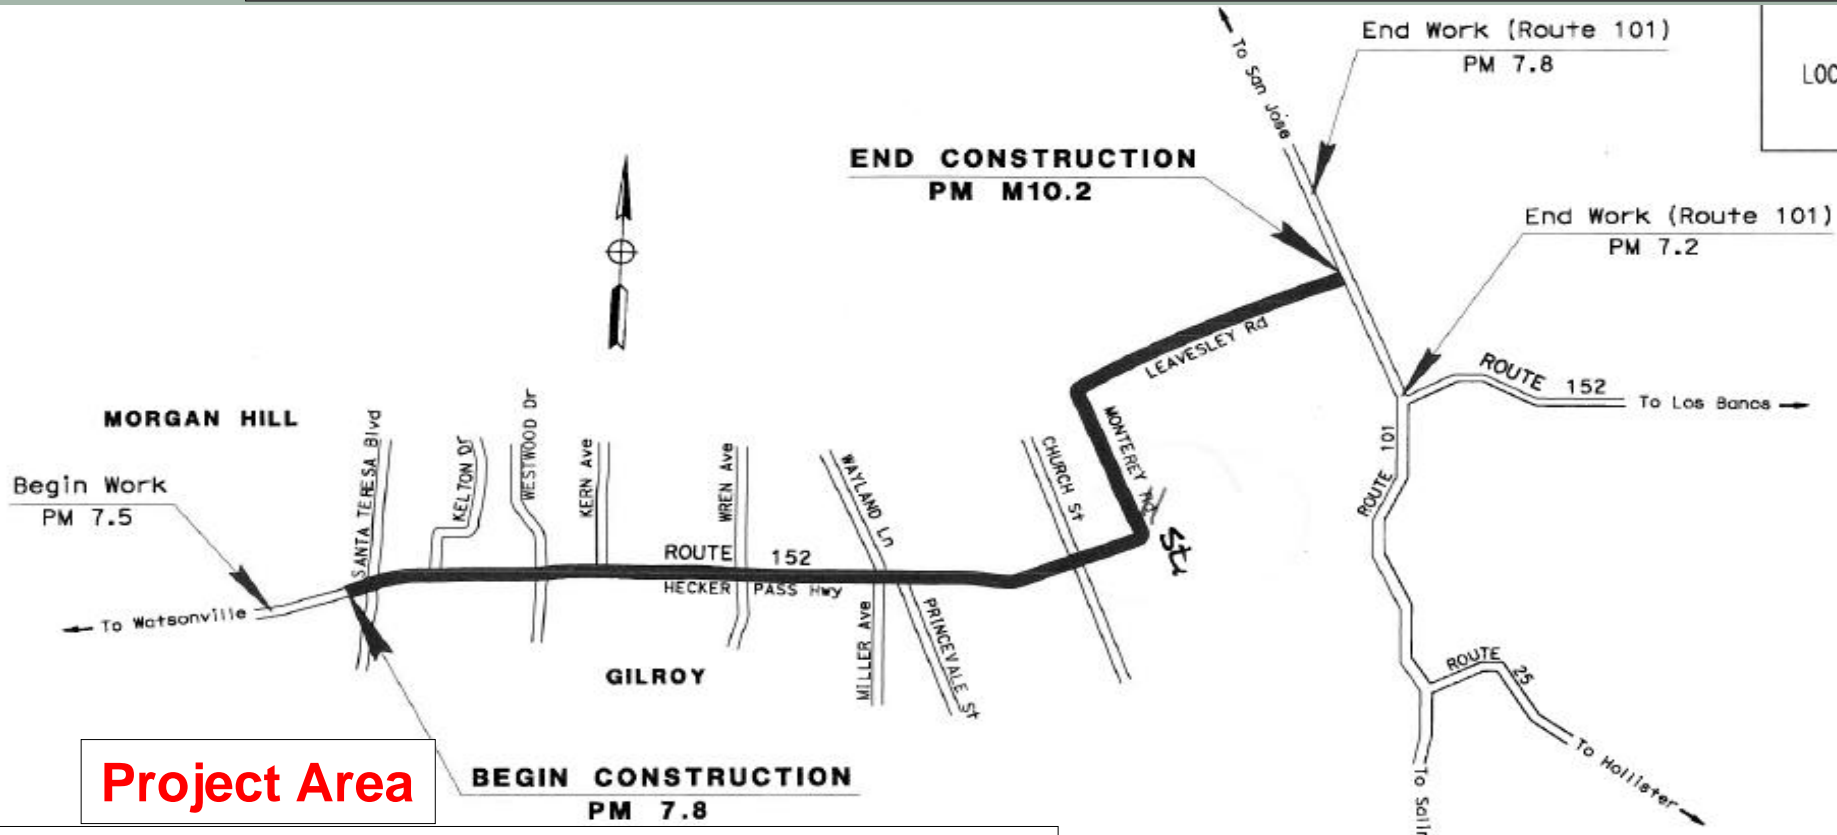 End Work (Route 101)
PM 7.8
To San Jose
END CONSTRUCTION
PM M10.2
End Work (Route 101)
PM 7.2
LEAVESLEY Rd
ROUTE 152
To Los Banos
MORGAN HILL
MONTEREY
St
ROUTE 101
Begin Work
PM 7.5
SANTA TERESA Blvd
KELTON Dr
WESTWOOD Dr
KERN Ave
WREN Ave
WAYLAND Ln
CHURCH St
ROUTE 152
HECKER PASS Hwy
To Watsonville
MILLER Ave
PRINCEVALE St
GILROY
ROUTE 25
To Hollister
Project Area
BEGIN CONSTRUCTION
PM 7.8
To